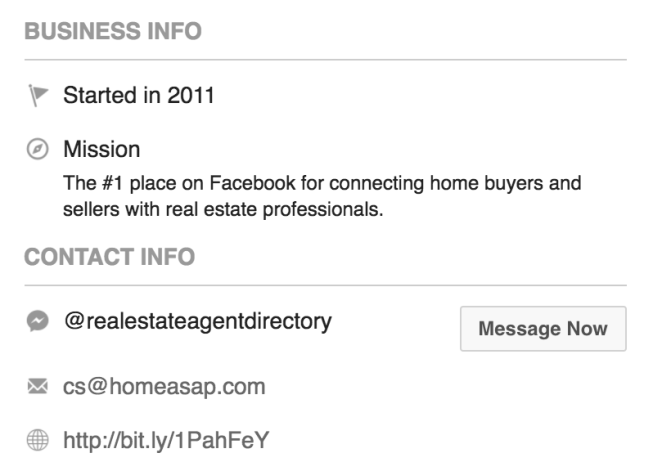 BUSINESS INFO
Started in 2011
Mission
The #1 place on Facebook for connecting home buyers and
sellers with real estate professionals.
CONTACT INFO
@realestateagentdirectory
Message Now
cs@homeasap.com
http://bit.ly/1PahFeY